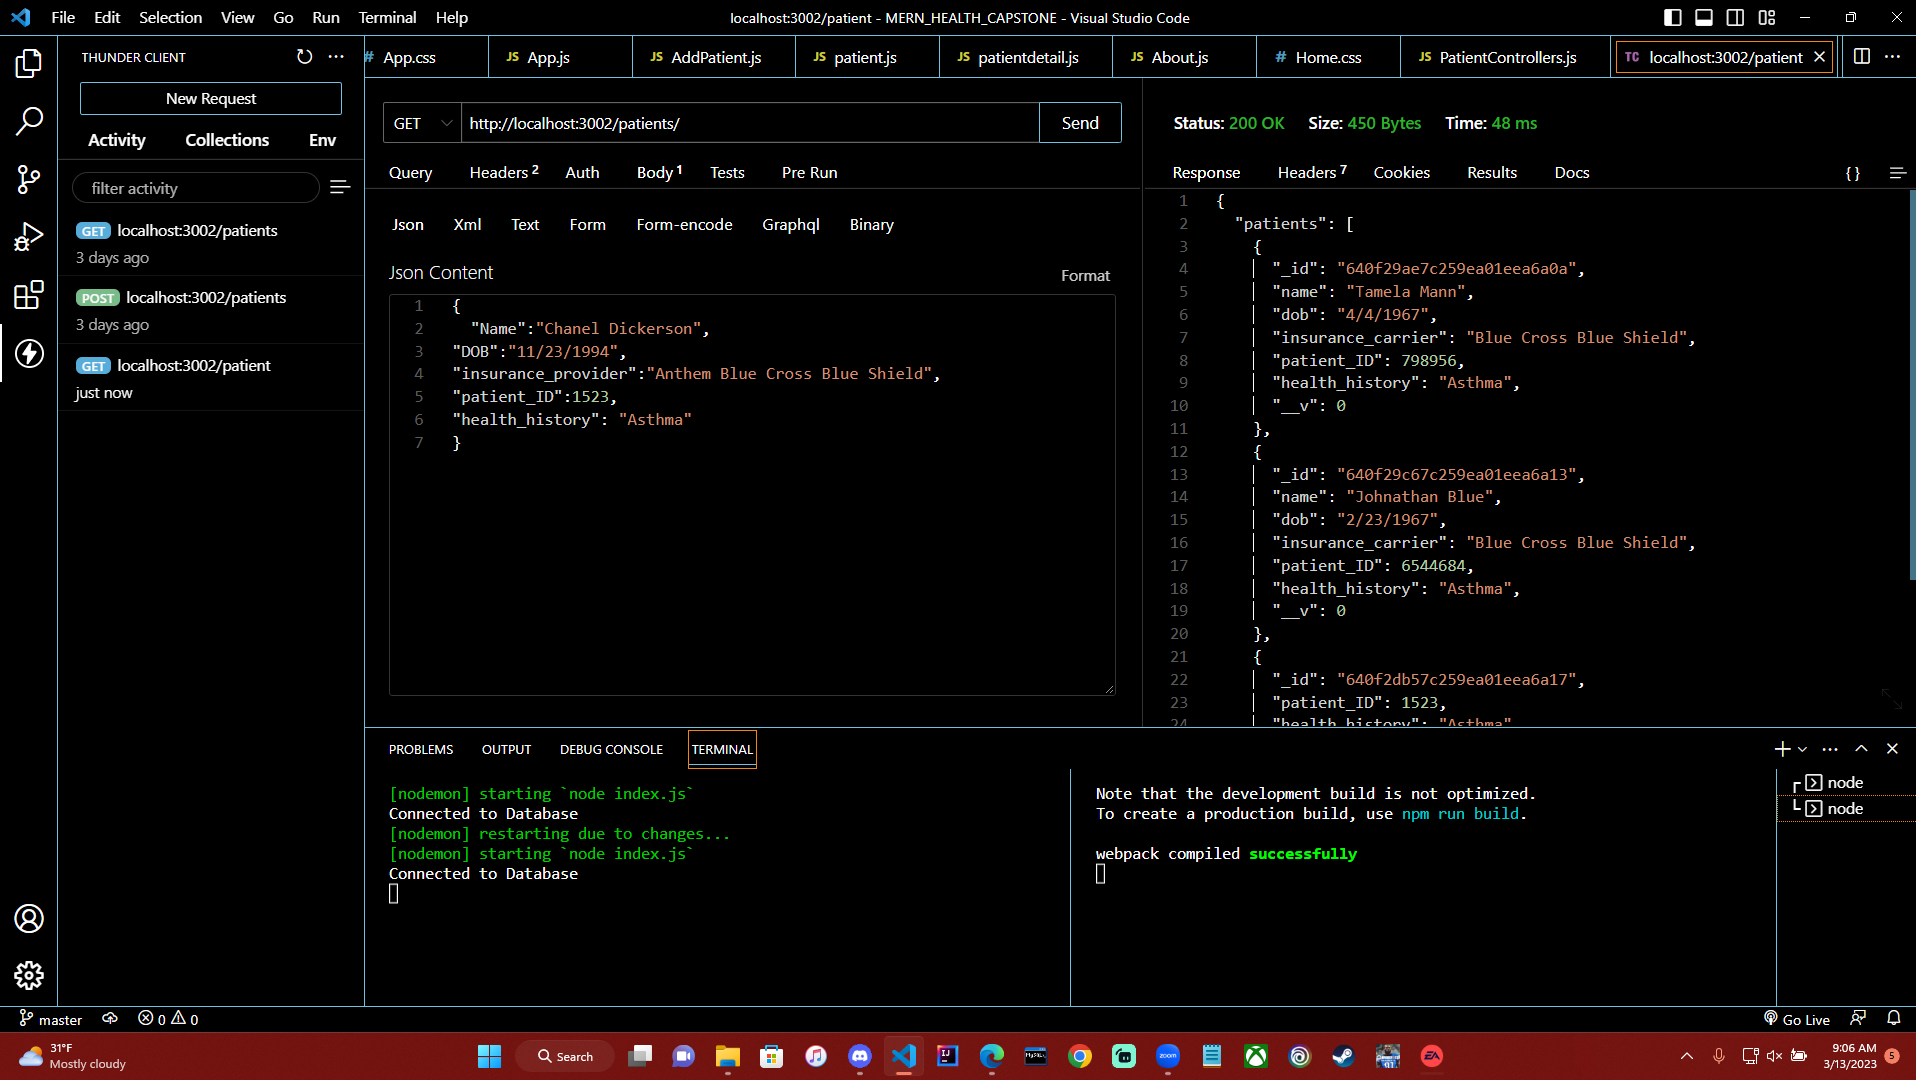 File Edit Selection View Go Run Terminal Help
localhost:3002/patient - MERN_HEALTH_CAPSTONE - Visual Studio Code
THUNDER CLIENT
New Request
Activity Collections Env
filter activity
GET localhost:3002/patients
3 days ago
POST localhost:3002/patients
3 days ago
GET localhost:3002/patient
just now
# App.css
JS App.js
JS AddPatient.js
JS patient.js
JS patientdetail.js
JS About.js
# Home.css
JS PatientControllers.js
TC localhost:3002/patient
GET http://localhost:3002/patients/ Send
Query Headers 2 Auth Body 1 Tests Pre Run
Json Xml Text Form Form-encode Graphql Binary
Json Content
Format
1 {
2 "Name":"Chanel Dickerson",
3 "DOB":"11/23/1994",
4 "insurance_provider":"Anthem Blue Cross Blue Shield",
5 "patient_ID":1523,
6 "health_history": "Asthma"
7 }
Status: 200 OK Size: 450 Bytes Time: 48 ms
Response Headers 7 Cookies Results Docs {}
1 {
2 "patients": [
3 {
4 "_id": "640f29ae7c259ea01eea6a0a",
5 "name": "Tamela Mann",
6 "dob": "4/4/1967",
7 "insurance_carrier": "Blue Cross Blue Shield",
8 "patient_ID": 798956,
9 "health_history": "Asthma",
10 "__v": 0
11 },
12 {
13 "_id": "640f29c67c259ea01eea6a13",
14 "name": "Johnathan Blue",
15 "dob": "2/23/1967",
16 "insurance_carrier": "Blue Cross Blue Shield",
17 "patient_ID": 6544684,
18 "health_history": "Asthma",
19 "__v": 0
20 },
21 {
22 "_id": "640f2db57c259ea01eea6a17",
23 "patient_ID": 1523,
24 "health_history": "Asthma"
PROBLEMS OUTPUT DEBUG CONSOLE TERMINAL
[nodemon] starting `node index.js`
Connected to Database
[nodemon] restarting due to changes...
[nodemon] starting `node index.js`
Connected to Database
Note that the development build is not optimized.
To create a production build, use npm run build.
webpack compiled successfully
node
node
master 0 0
Go Live
31°F
Mostly cloudy
Search
9:06 AM
3/13/2023
5